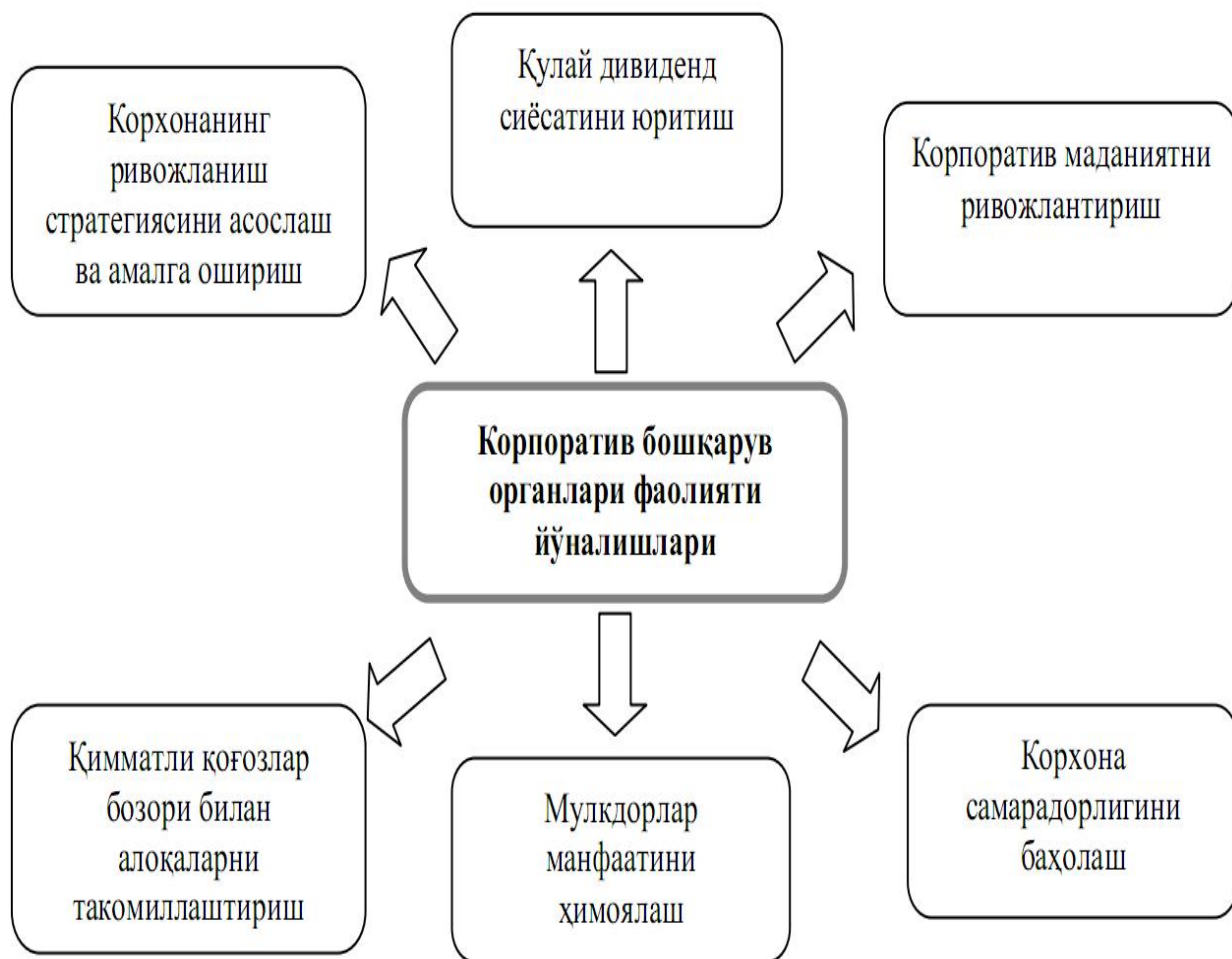 Корхонанинг
ривожланиш
стратегиясини асослаш
ва амалга ошириш
Қулай дивиденд
сиёсатини юритиш
Корпоратив маданиятни
ривожлантириш
Корпоратив бошқарув
органлари фаолияти
йўналишлари
Қимматли қоғозлар
бозори билан
алоқаларни
такомиллаштириш
Мулкдорлар
манфаатини
ҳимоялаш
Корхона
самарадорлигини
баҳолаш